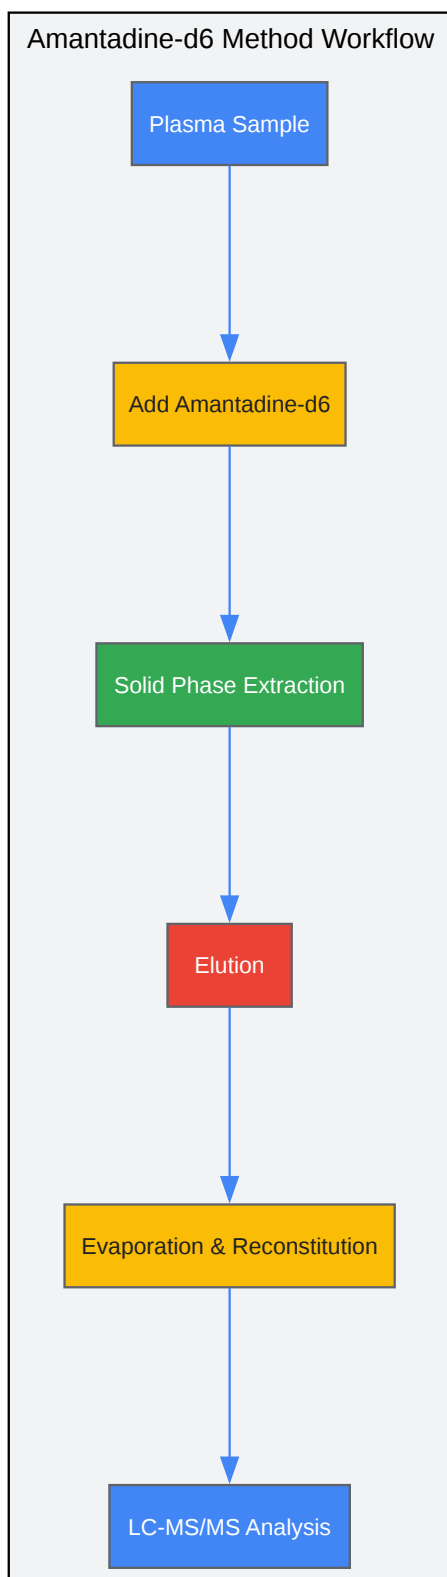 Amantadine-d6 Method Workflow
Plasma Sample
Add Amantadine-d6
Solid Phase Extraction
Elution
Evaporation & Reconstitution
LC-MS/MS Analysis